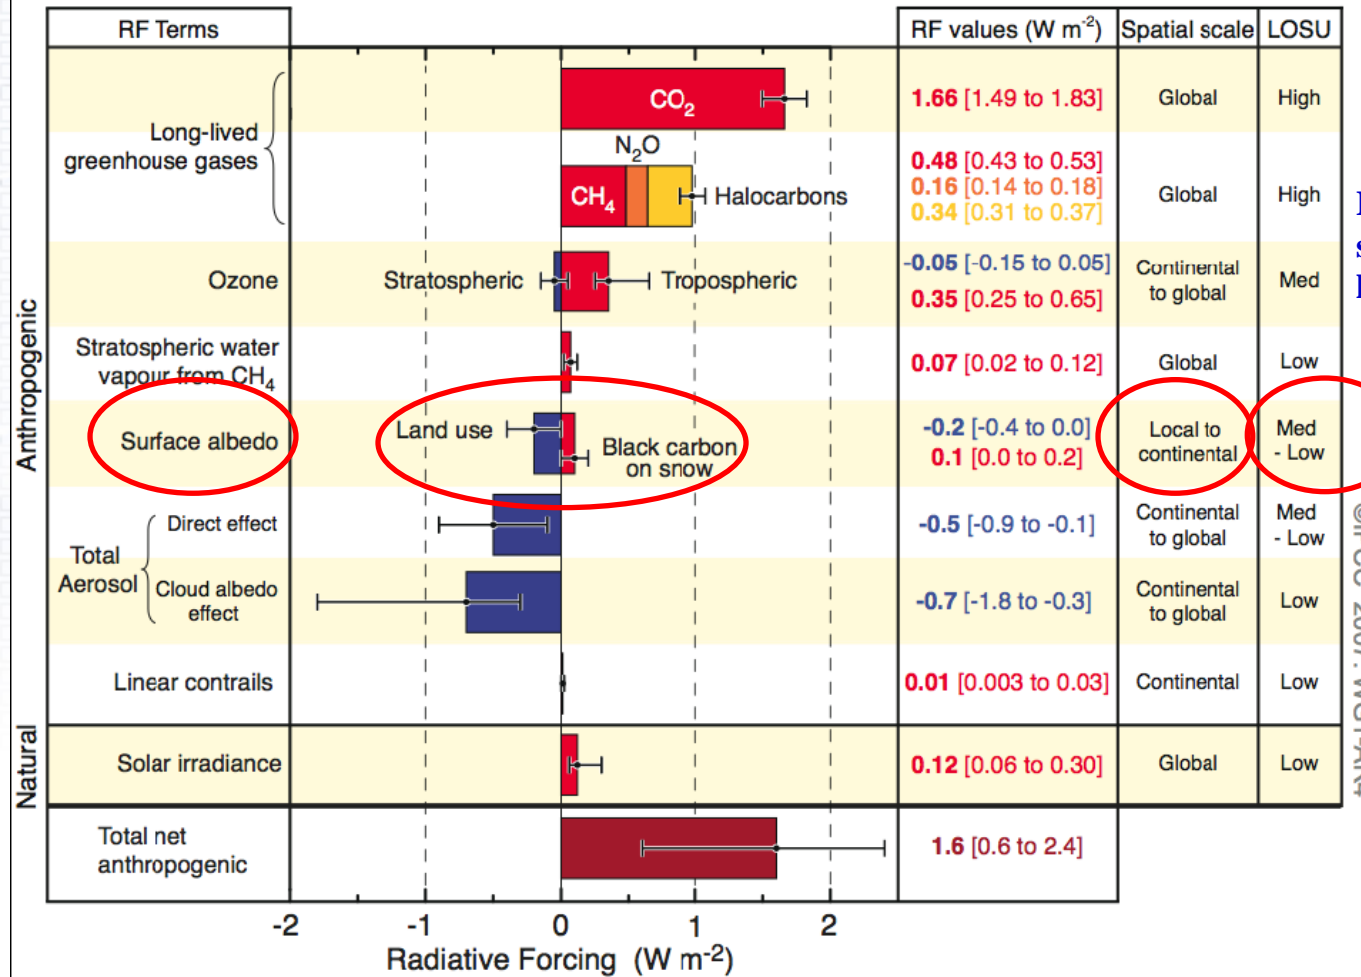 RF Terms
RF values (W m-2)
Spatial scale
LOSU
Anthropogenic
Long-lived
greenhouse gases
CO2
1.66 [1.49 to 1.83]
Global
High
N2O
CH4
Halocarbons
0.48 [0.43 to 0.53]
0.16 [0.14 to 0.18]
0.34 [0.31 to 0.37]
Global
High
Ozone
Stratospheric
Tropospheric
-0.05 [-0.15 to 0.05]
0.35 [0.25 to 0.65]
Continental
to global
Med
Stratospheric water
vapour from CH4
0.07 [0.02 to 0.12]
Global
Low
Surface albedo
Land use
Black carbon
on snow
-0.2 [-0.4 to 0.0]
0.1 [0.0 to 0.2]
Local to
continental
Med
- Low
Total
Aerosol
Direct effect
-0.5 [-0.9 to -0.1]
Continental
to global
Med
- Low
Cloud albedo
effect
-0.7 [-1.8 to -0.3]
Continental
to global
Low
Linear contrails
0.01 [0.003 to 0.03]
Continental
Low
Natural
Solar irradiance
0.12 [0.06 to 0.30]
Global
Low
Total net
anthropogenic
1.6 [0.6 to 2.4]
-2
-1
0
1
2
Radiative Forcing (W m-2)
©IPCC 2007: WG1-AR4